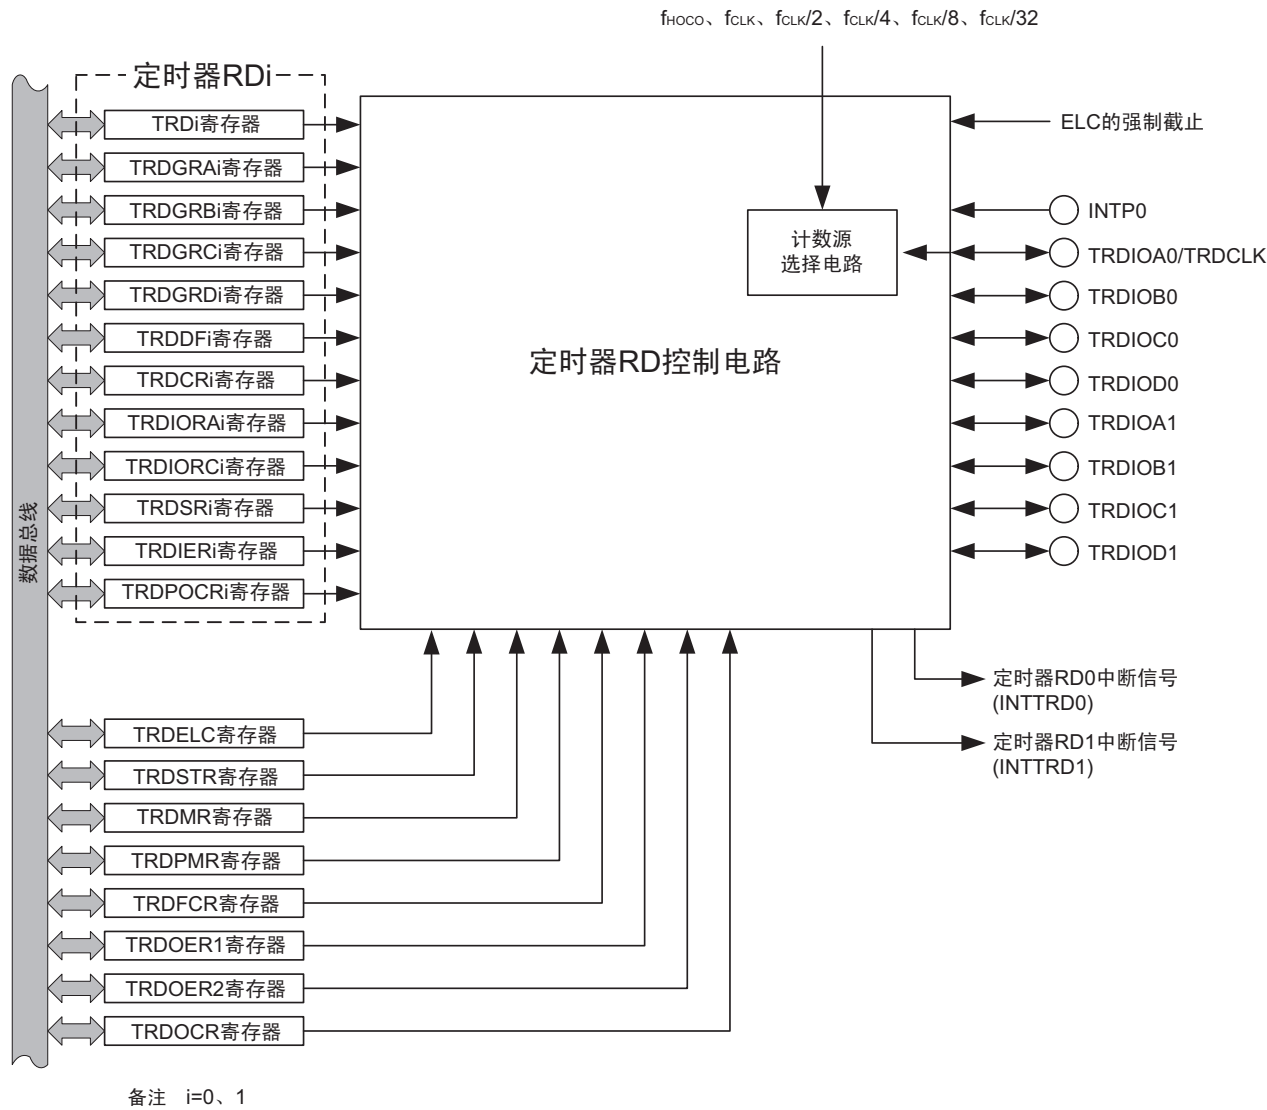 fHOCO、fCLK、fCLK/2、fCLK/4、fCLK/8、fCLK/32
定时器RDi
TRDi寄存器
TRDGRAi寄存器
TRDGRBi寄存器
TRDGRCi寄存器
TRDGRDi寄存器
TRDDFi寄存器
TRDCRi寄存器
TRDIORAi寄存器
TRDIORCi寄存器
TRDSRi寄存器
TRDIERi寄存器
TRDPOCRi寄存器
数据总线
计数源
选择电路
定时器RD控制电路
ELC的强制截止
INTP0
TRDIOA0/TRDCLK
TRDIOB0
TRDIOC0
TRDIOD0
TRDIOA1
TRDIOB1
TRDIOC1
TRDIOD1
定时器RD0中断信号
(INTTRD0)
定时器RD1中断信号
(INTTRD1)
TRDELC寄存器
TRDSTR寄存器
TRDMR寄存器
TRDPMR寄存器
TRDFCR寄存器
TRDOER1寄存器
TRDOER2寄存器
TRDOCR寄存器
备注 i=0、1